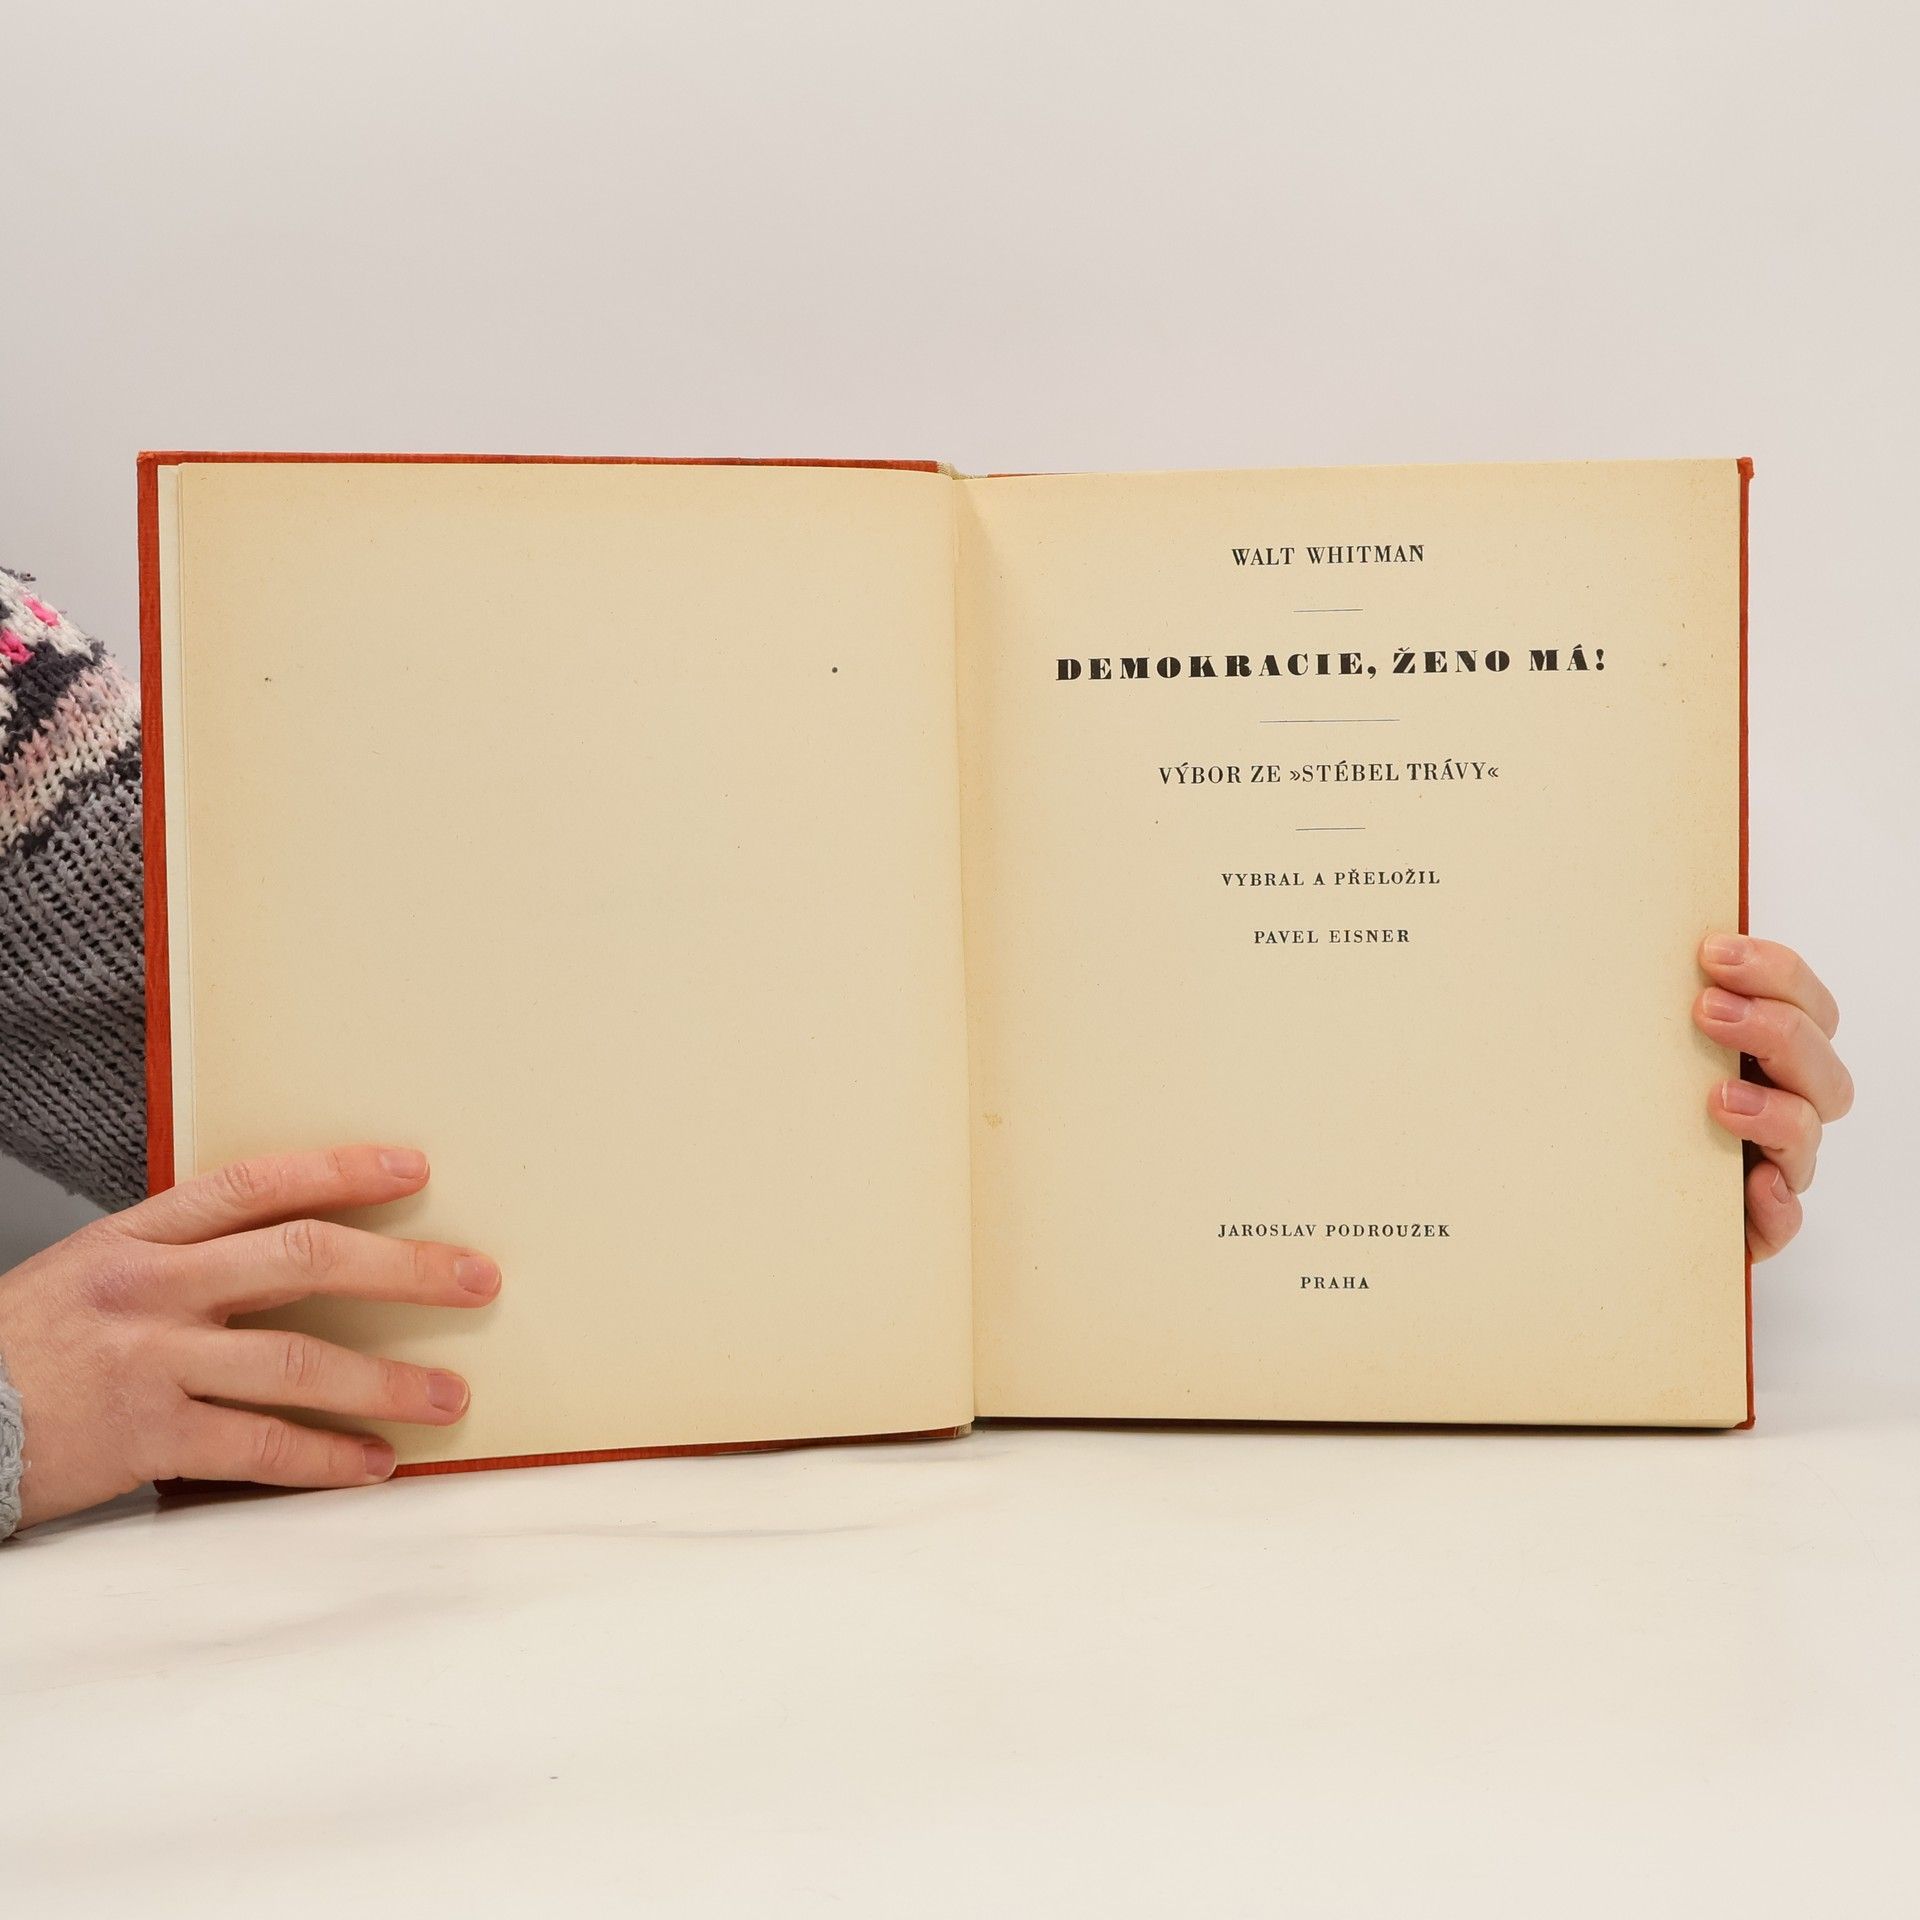 WALT WHITMAN
DEMOKRACIE, ŽENO MÁ!
VÝBOR ZE »STÉBEL TRÁVY«
VYBRAL A PŘELOŽIL
PAVEL EISNER
JAROSLAV PODROUŽEK
PRAHA